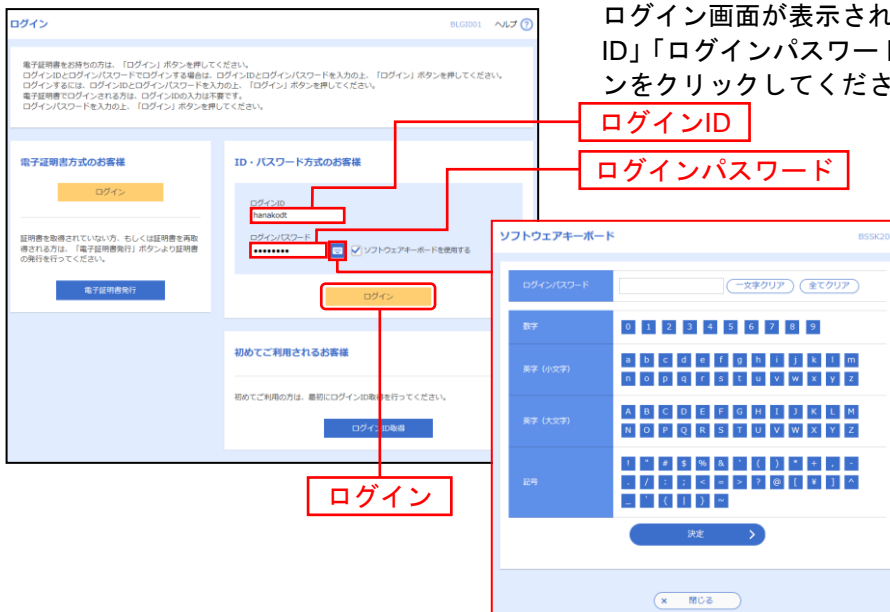 ログイン画面が表示され
ID」「ログインパスワー
ンをクリックしてくださ
ログイン
BLGI001 ヘルプ ?
電子証明書をお持ちの方は、「ログイン」ボタンを押してください。
ログインIDとログインパスワードでログインする場合は、ログインIDとログインパスワードを入力の上、「ログイン」ボタンを押してください。
ログインするには、ログインIDとログインパスワードを入力の上、「ログイン」ボタンを押してください。
電子証明書でログインされる方は、ログインIDの入力は不要です。
ログインパスワードを入力の上、「ログイン」ボタンを押してください。
ログインID
ログインパスワード
電子証明書方式のお客様
ログイン
証明書を取得されていない方、もしくは証明書を再取
得される方は、「電子証明書発行」ボタンより証明書
の発行を行ってください。
電子証明書発行
ID・パスワード方式のお客様
ログインID
hanakodt
ログインパスワード
••••••••
ソフトウェアキーボードを使用する
ログイン
初めてご利用されるお客様
初めてご利用の方は、最初にログインID取得を行ってください。
ログインID取得
ログイン
ソフトウェアキーボード
BSSK20
ログインパスワード
一文字クリア 全てクリア
数字
0 1 2 3 4 5 6 7 8 9
英字（小文字）
a b c d e f g h i j k l m
n o p q r s t u v w x y z
英字（大文字）
A B C D E F G H I J K L M
N O P Q R S T U V W X Y Z
記号
! " # $ % & ' ( ) * + , -
. / : ; < = > ? @ [ ¥ ] ^
_ ` { | } ~
決定
× 閉じる